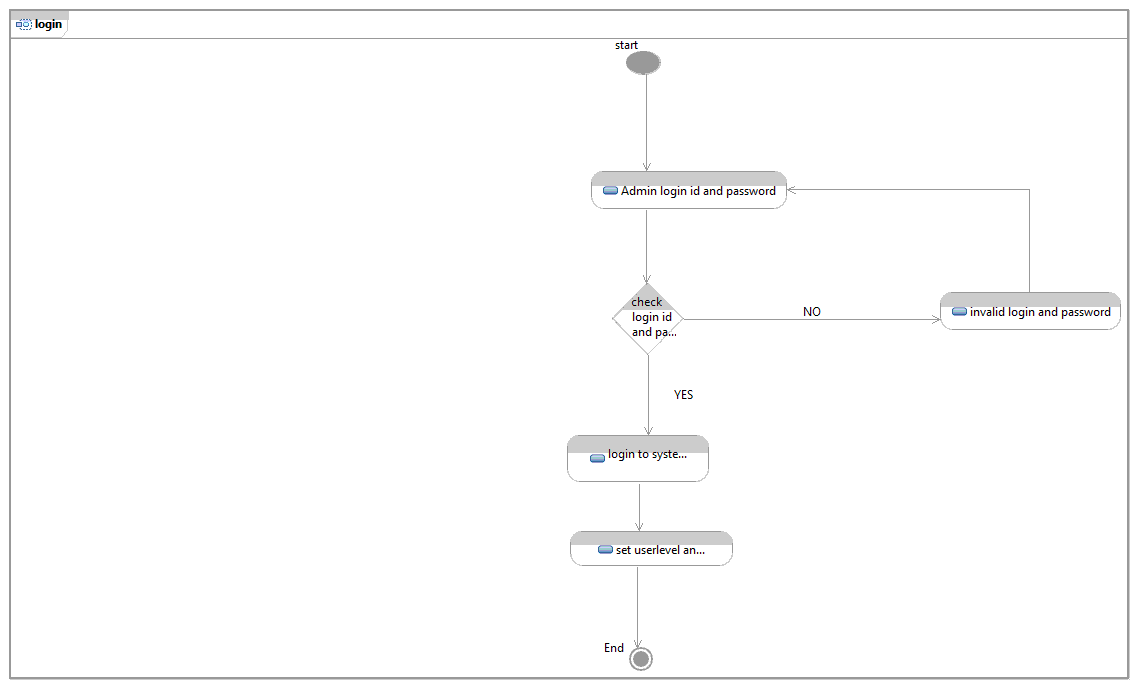 login
start
Admin login id and password
check
login id
and pa...
NO
invalid login and password
YES
login to syste...
set userlevel an...
End